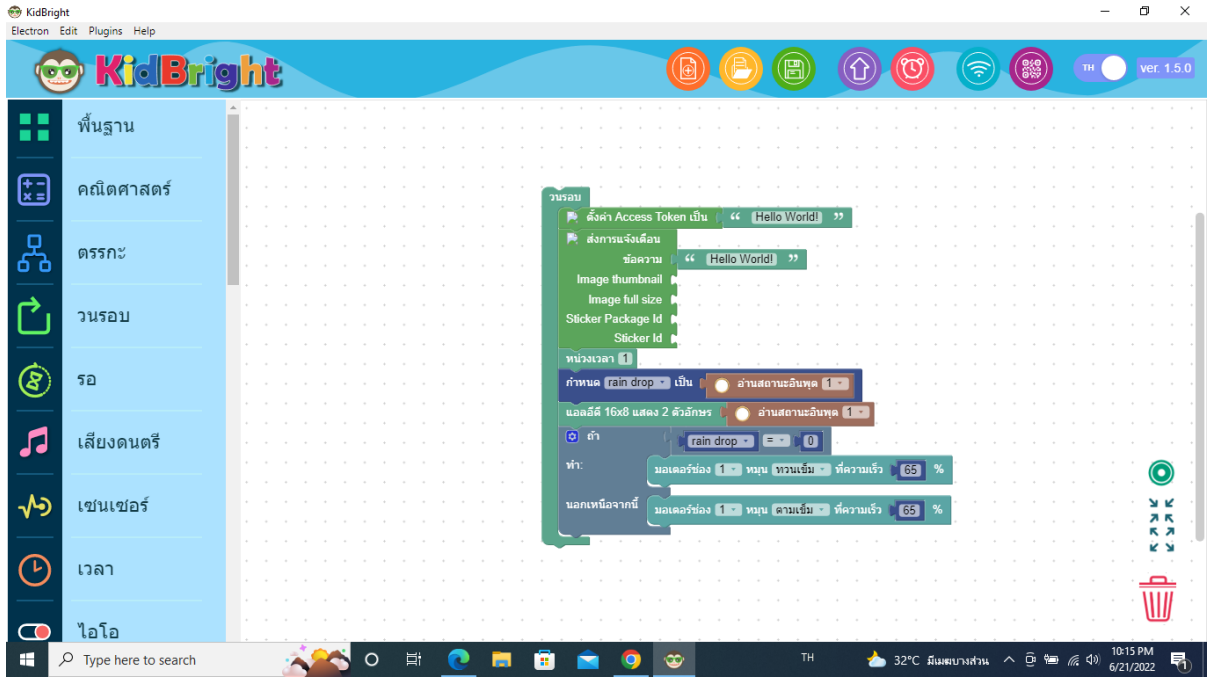 KidBright
Electron Edit Plugins Help
KidBright
TH
ver. 1.5.0
พื้นฐาน
คณิตศาสตร์
ตรรกะ
วนรอบ
รอ
เสียงดนตรี
เซนเซอร์
เวลา
ไอโอ
วนรอบ
ตั้งค่า Access Token เป็น “ Hello World! ”
ส่งการแจ้งเตือน
ข้อความ “ Hello World! ”
Image thumbnail
Image full size
Sticker Package Id
Sticker Id
หน่วงเวลา 1
กำหนด rain drop เป็น อ่านสถานะอินพุต 1
แอลอีดี 16x8 แสดง 2 ตัวอักษร อ่านสถานะอินพุต 1
ถ้า rain drop = 0
ทำ: มอเตอร์ช่อง 1 หมุน ทวนเข็ม ที่ความเร็ว 65 %
นอกเหนือจากนี้ มอเตอร์ช่อง 1 หมุน ตามเข็ม ที่ความเร็ว 65 %
Type here to search
TH
32°C มีเมฆบางส่วน
10:15 PM
6/21/2022
1